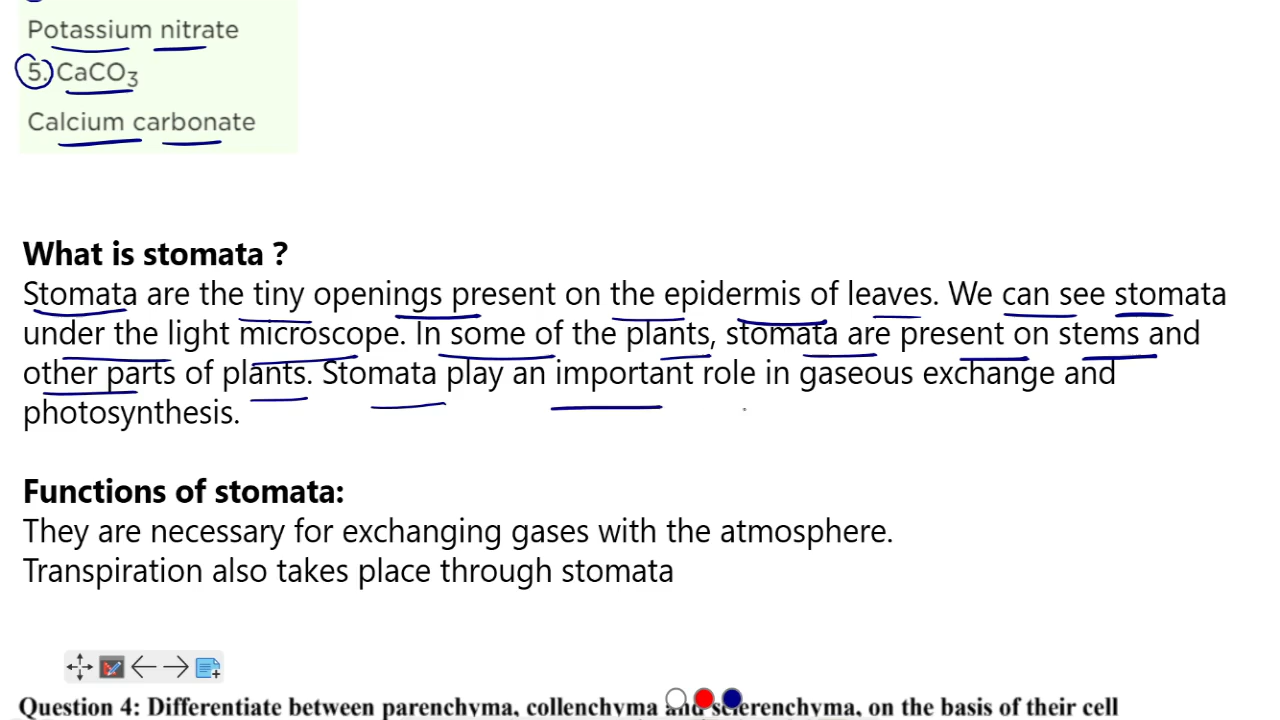 Potassium nitrate
5. CaCO₃
Calcium carbonate
What is stomata ?
Stomata are the tiny openings present on the epidermis of leaves. We can see stomata
under the light microscope. In some of the plants, stomata are present on stems and
other parts of plants. Stomata play an important role in gaseous exchange and
photosynthesis.
Functions of stomata:
They are necessary for exchanging gases with the atmosphere.
Transpiration also takes place through stomata
Question 4: Differentiate between parenchyma, collenchyma and sclerenchyma, on the basis of their cell